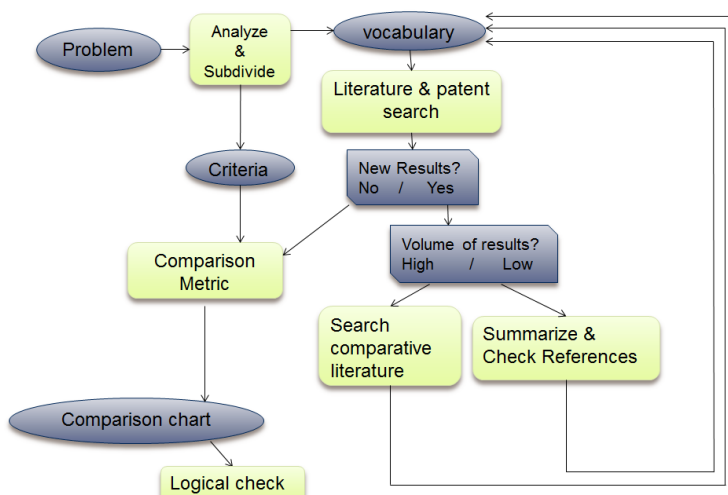 Problem
Analyze
&
Subdivide
vocabulary
Literature & patent
search
Criteria
New Results?
No / Yes
Volume of results?
High / Low
Comparison
Metric
Search
comparative
literature
Summarize &
Check References
Comparison chart
Logical check